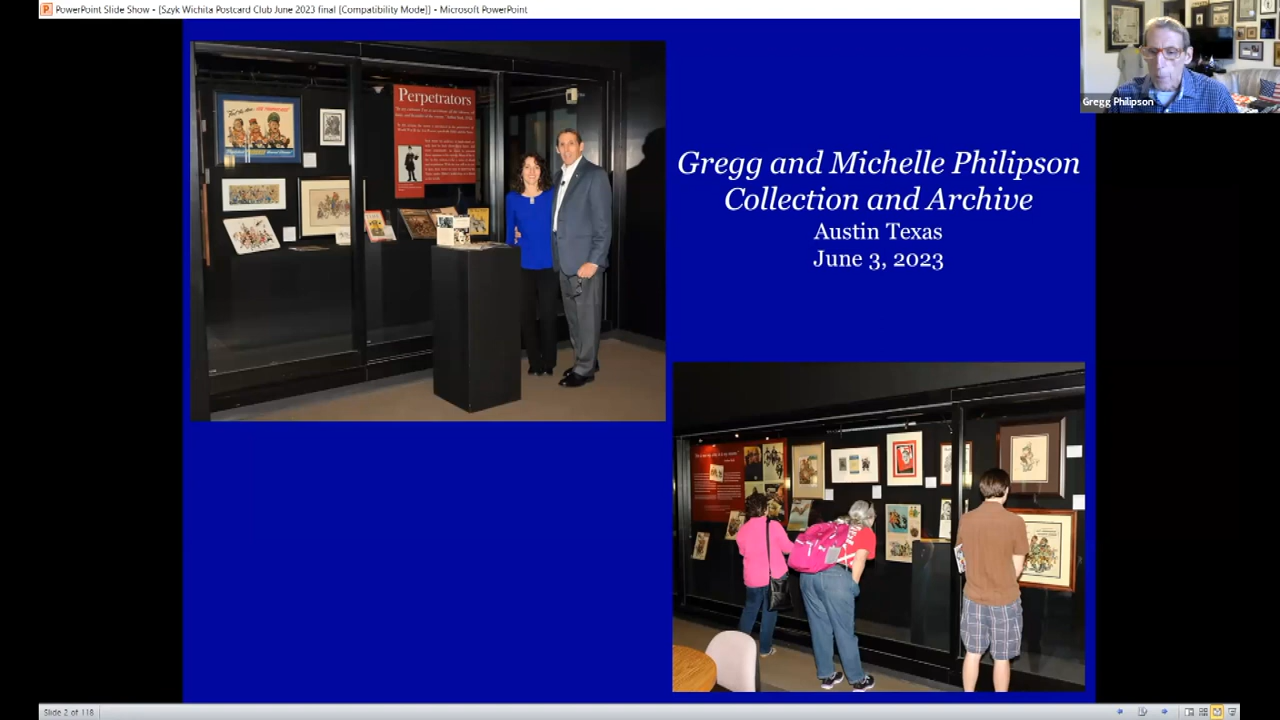 PowerPoint Slide Show - [Szyk Wichita Postcard Club June 2023 final [Compatibility Mode]] - Microsoft PowerPoint
Gregg Philipson
Perpetrators
Gregg and Michelle Philipson
Collection and Archive
Austin Texas
June 3, 2023
Slide 2 of 118